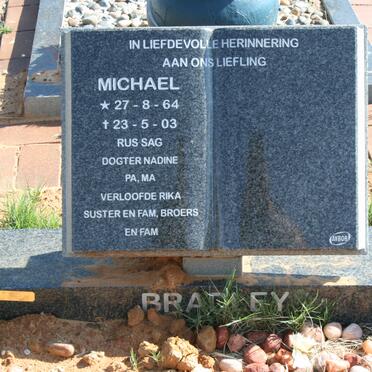 IN LIEFDEVOLLE HERINNERING
AAN ONS LIEFLING
MICHAEL
★ 27 - 8 - 64
✝ 23 - 5 - 03
RUS SAG
DOGTER NADINE
PA, MA
VERLOOFDE RIKA
SUSTER EN FAM, BROERS
EN FAM
AVBOB
BRADLEY